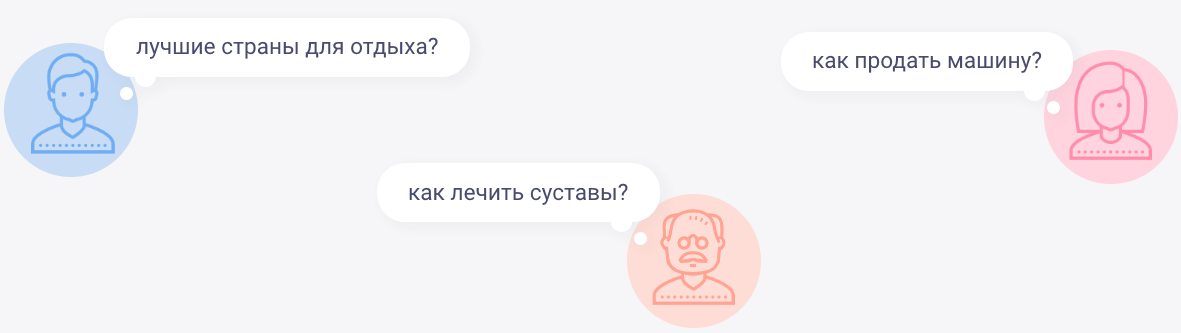 лучшие страны для отдыха?
как продать машину?
как лечить суставы?